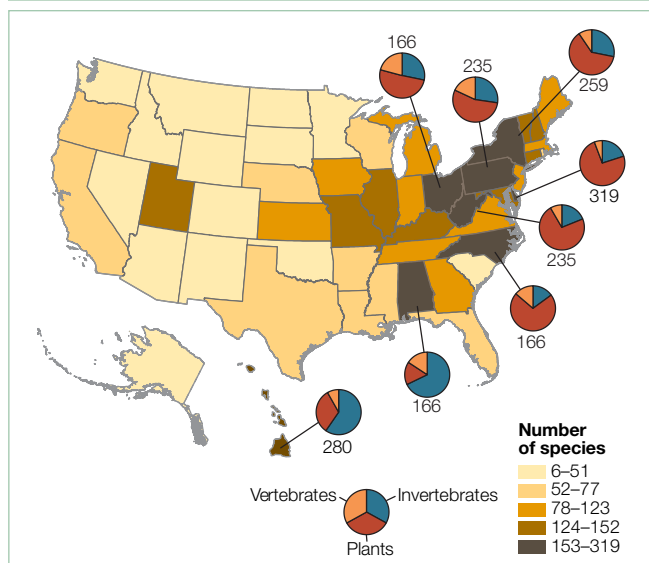 166
235
259
319
235
166
166
280
Number
of species
6–51
52–77
78–123
124–152
153–319
Vertebrates
Invertebrates
Plants